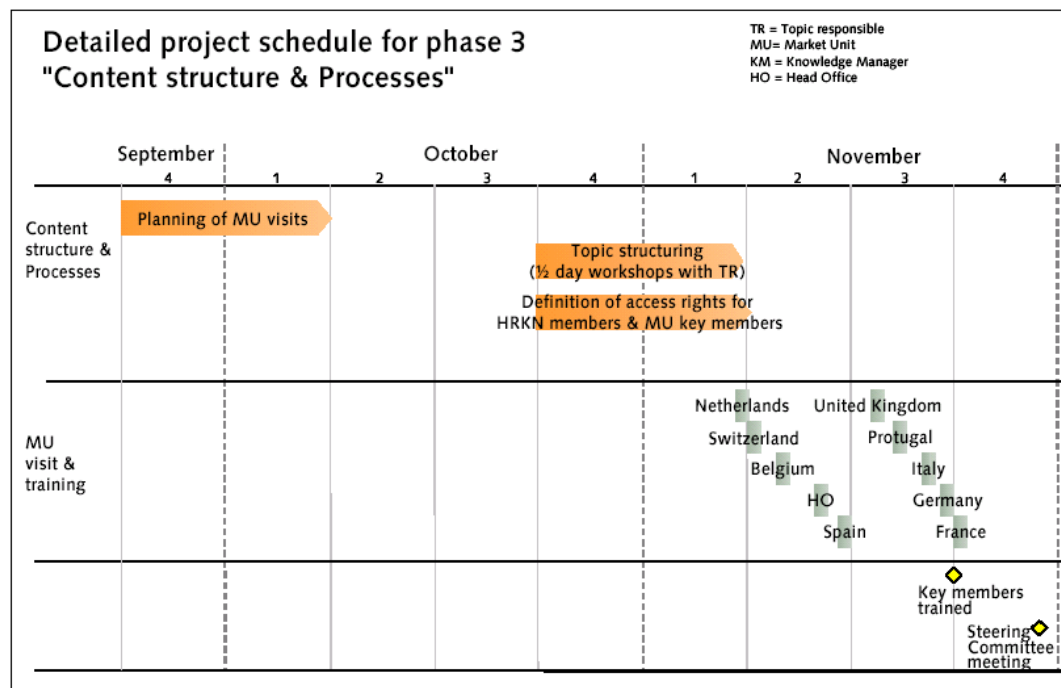 Detailed project schedule for phase 3
"Content structure & Processes"
TR = Topic responsible
MU= Market Unit
KM = Knowledge Manager
HO = Head Office
September
October
November
4
1
2
3
4
1
2
3
4
Content
structure &
Processes
Planning of MU visits
Topic structuring
(½ day workshops with TR)
Definition of access rights for
HRKN members & MU key members
MU
visit &
training
Netherlands
United Kingdom
Switzerland
Protugal
Belgium
Italy
HO
Germany
Spain
France
Key members
trained
Steering
Committee
meeting